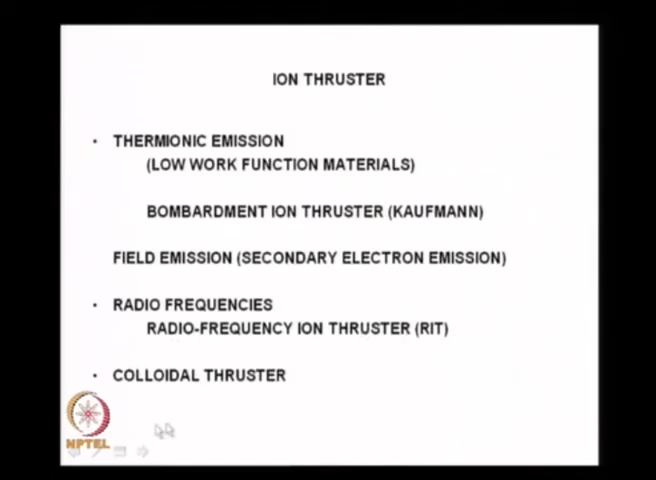 ION THRUSTER
• THERMIONIC EMISSION
(LOW WORK FUNCTION MATERIALS)
BOMBARDMENT ION THRUSTER (KAUFMANN)
FIELD EMISSION (SECONDARY ELECTRON EMISSION)
• RADIO FREQUENCIES
RADIO-FREQUENCY ION THRUSTER (RIT)
• COLLOIDAL THRUSTER
NPTEL